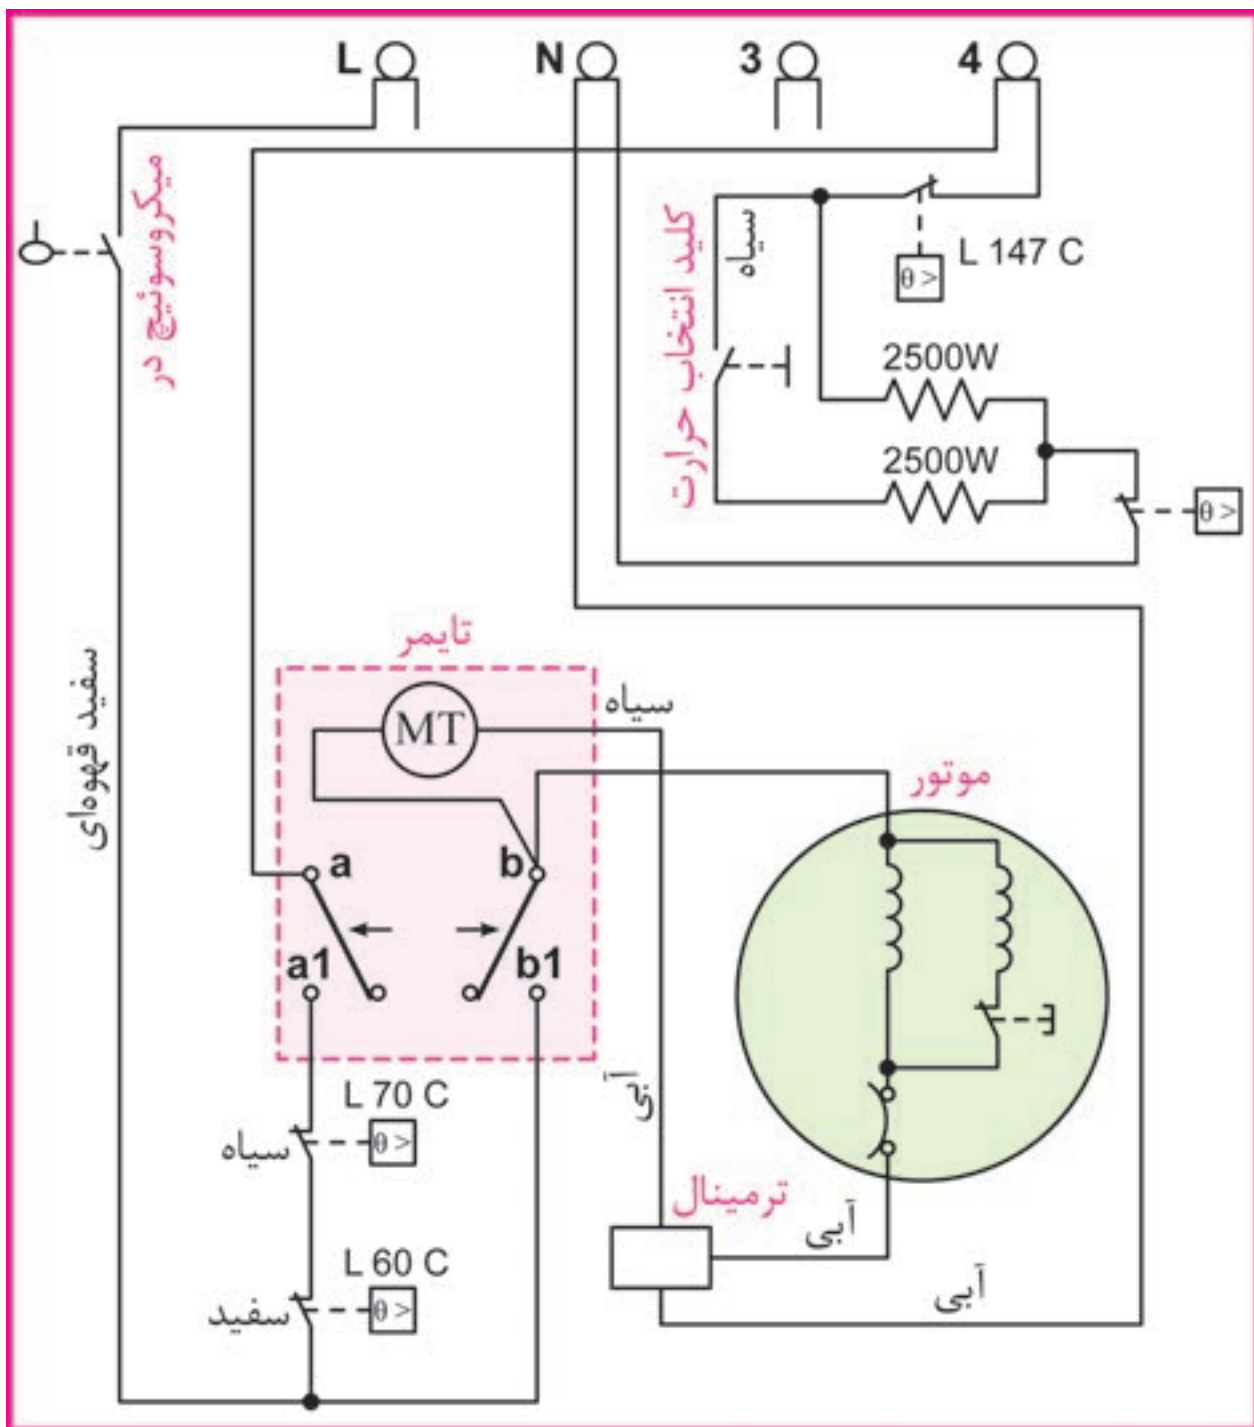 L
N
3
4
میکروسوئیچ در
کلید انتخاب حرارت
سیاه
L 147 C
θ >
2500W
2500W
θ >
سفید قهوه‌ای
تایمر
MT
سیاه
موتور
a
b
a1
b1
آبی
L 70 C
θ >
سیاه
ترمینال
آبی
آبی
L 60 C
θ >
سفید